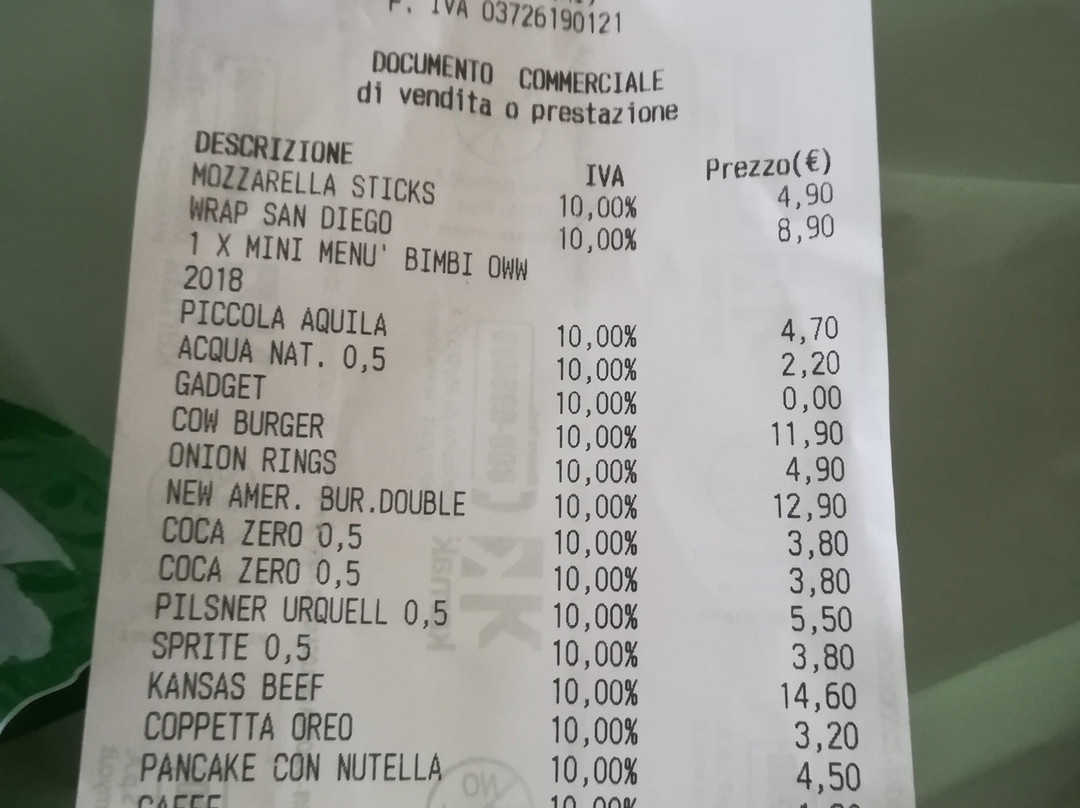 P. IVA 03726190121
DOCUMENTO COMMERCIALE
di vendita o prestazione
DESCRIZIONE IVA Prezzo(€)
MOZZARELLA STICKS 10,00% 4,90
WRAP SAN DIEGO 10,00% 8,90
1 X MINI MENU' BIMBI OWW
2018
PICCOLA AQUILA 10,00% 4,70
ACQUA NAT. 0,5 10,00% 2,20
GADGET 10,00% 0,00
COW BURGER 10,00% 11,90
ONION RINGS 10,00% 4,90
NEW AMER. BUR.DOUBLE 10,00% 12,90
COCA ZERO 0,5 10,00% 3,80
COCA ZERO 0,5 10,00% 3,80
PILSNER URQUELL 0,5 10,00% 5,50
SPRITE 0,5 10,00% 3,80
KANSAS BEEF 10,00% 14,60
COPPETTA OREO 10,00% 3,20
PANCAKE CON NUTELLA 10,00% 4,50
CAFFE 10,00%